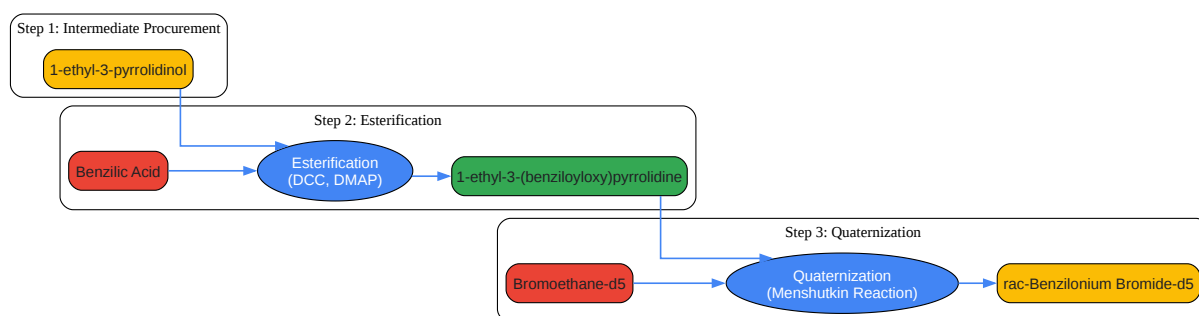 Step 1: Intermediate Procurement
1-ethyl-3-pyrrolidinol
Step 2: Esterification
Benzilic Acid
Esterification
(DCC, DMAP)
1-ethyl-3-(benziloyloxy)pyrrolidine
Step 3: Quaternization
Bromoethane-d5
Quaternization
(Menshutkin Reaction)
rac-Benzilonium Bromide-d5